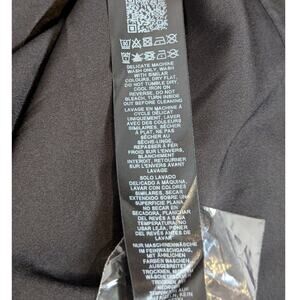 DELICATE MACHINE
WASH ONLY, WASH
WITH SIMILAR
COLOURS, DRY FLAT,
DO NOT TUMBLE DRY,
COOL IRON ON
REVERSE, DO NOT
BLEACH, TURN INSIDE
OUT BEFORE CLEANING
LAVAGE EN MACHINE À
CYCLE DÉLICAT
UNIQUEMENT, LAVER
AVEC DES COULEURS
SIMILAIRES, SÉCHER
À PLAT, NE PAS
SÉCHER AU
SÈCHE-LINGE,
REPASSER À FER
FROID SUR L'ENVERS,
BLANCHIMENT
INTERDIT, RETOURNER
SUR L'ENVERS AVANT
LAVAGE
SOLO LAVADO
DELICADO A MÁQUINA,
LAVAR CON COLORES
SIMILARES, SECAR
EXTENDIDO SOBRE UNA
SUPERFICIE PLANA,
NO SECAR EN
SECADORA, PLANCHAR
DEL REVÉS A BAJA
TEMPERATURA, NO
USAR LEJÍA, PONER
DEL REVÉS ANTES DE
LAVAR
NUR MASCHINENWÄSCHE
IM FEINWASCHGANG,
MIT ÄHNLICHEN
FARBEN WASCHEN,
AUSGEBREITET
TROCKNEN, NICHT IM
TROCKNEN,